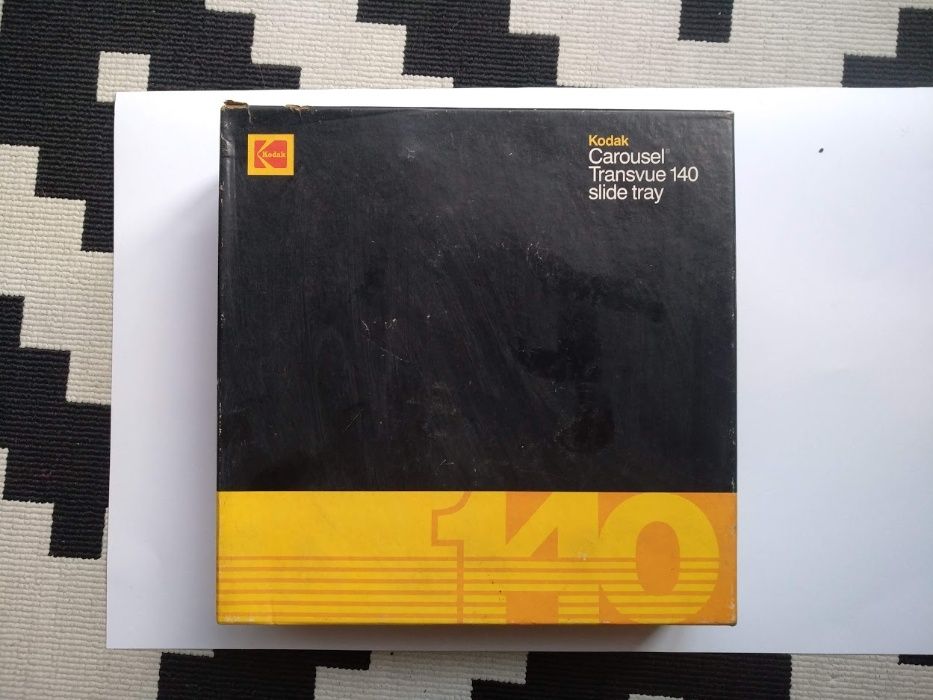 Kodak
Kodak
Carousel®
Transvue 140
slide tray
140